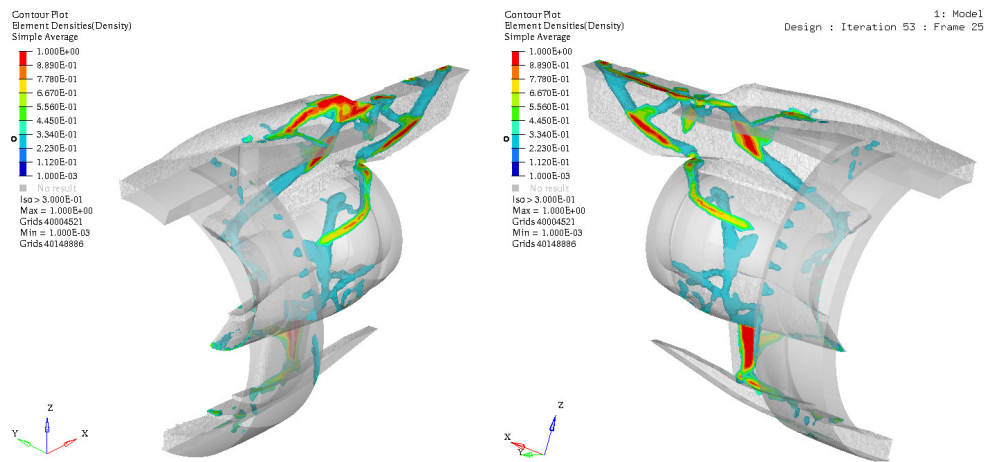 Contour Plot
Element Densities(Density)
Simple Average
1.000E+00
8.890E-01
7.780E-01
6.670E-01
5.560E-01
4.450E-01
3.340E-01
2.230E-01
1.120E-01
1.000E-03
No result
Iso > 3.000E-01
Max = 1.000E+00
Grids 40004521
Min = 1.000E-03
Grids 40148886
Z
Y
X
Contour Plot
Element Densities(Density)
Simple Average
1.000E+00
8.890E-01
7.780E-01
6.670E-01
5.560E-01
4.450E-01
3.340E-01
2.230E-01
1.120E-01
1.000E-03
No result
Iso > 3.000E-01
Max = 1.000E+00
Grids 40004521
Min = 1.000E-03
Grids 40148886
1: Model
Design : Iteration 53 : Frame 25
Z
X
Y